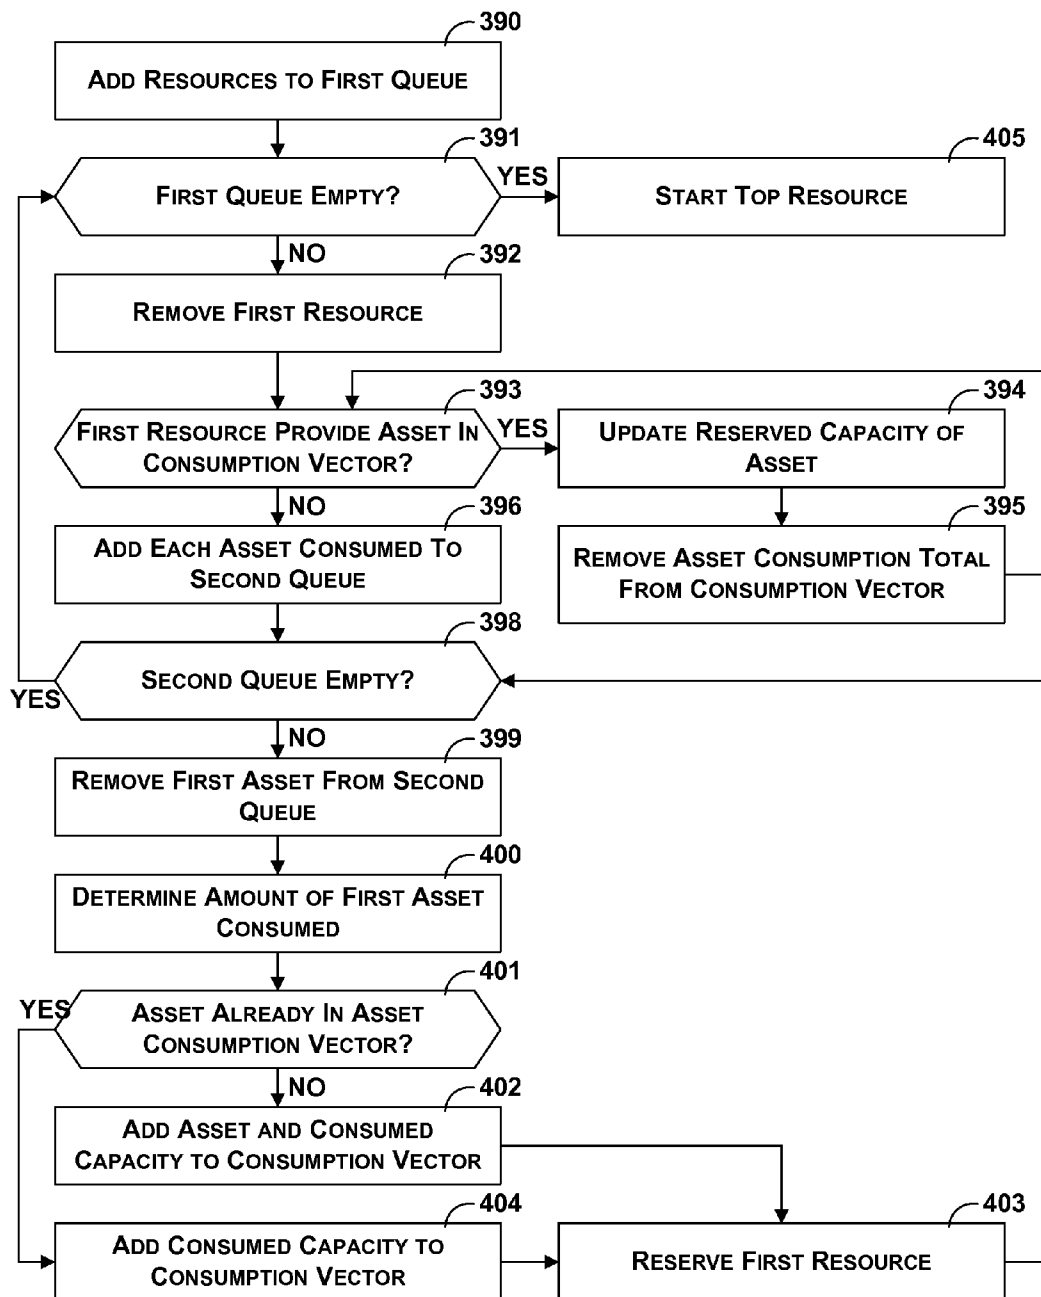 390
ADD RESOURCES TO FIRST QUEUE
391
FIRST QUEUE EMPTY?
YES
405
START TOP RESOURCE
NO
392
REMOVE FIRST RESOURCE
393
FIRST RESOURCE PROVIDE ASSET IN
CONSUMPTION VECTOR?
YES
394
UPDATE RESERVED CAPACITY OF
ASSET
NO
396
ADD EACH ASSET CONSUMED TO
SECOND QUEUE
395
REMOVE ASSET CONSUMPTION TOTAL
FROM CONSUMPTION VECTOR
398
SECOND QUEUE EMPTY?
YES
NO
399
REMOVE FIRST ASSET FROM SECOND
QUEUE
400
DETERMINE AMOUNT OF FIRST ASSET
CONSUMED
401
YES
ASSET ALREADY IN ASSET
CONSUMPTION VECTOR?
NO
402
ADD ASSET AND CONSUMED
CAPACITY TO CONSUMPTION VECTOR
404
ADD CONSUMED CAPACITY TO
CONSUMPTION VECTOR
403
RESERVE FIRST RESOURCE